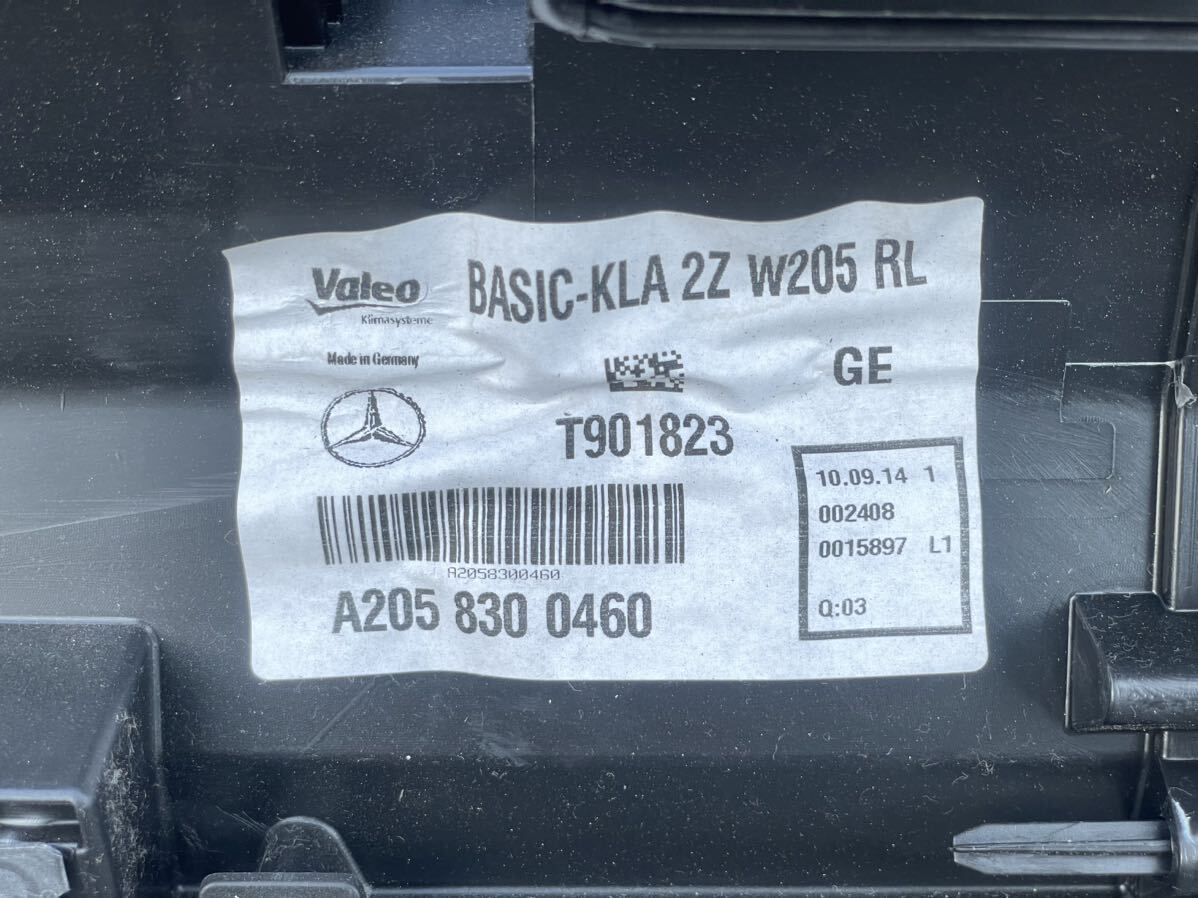 Valeo
Klimasysteme
BASIC-KLA 2Z W205 RL
Made in Germany
GE
T901823
10.09.14 1
002408
0015897 L1
Q:03
A2058300460
A205 830 0460